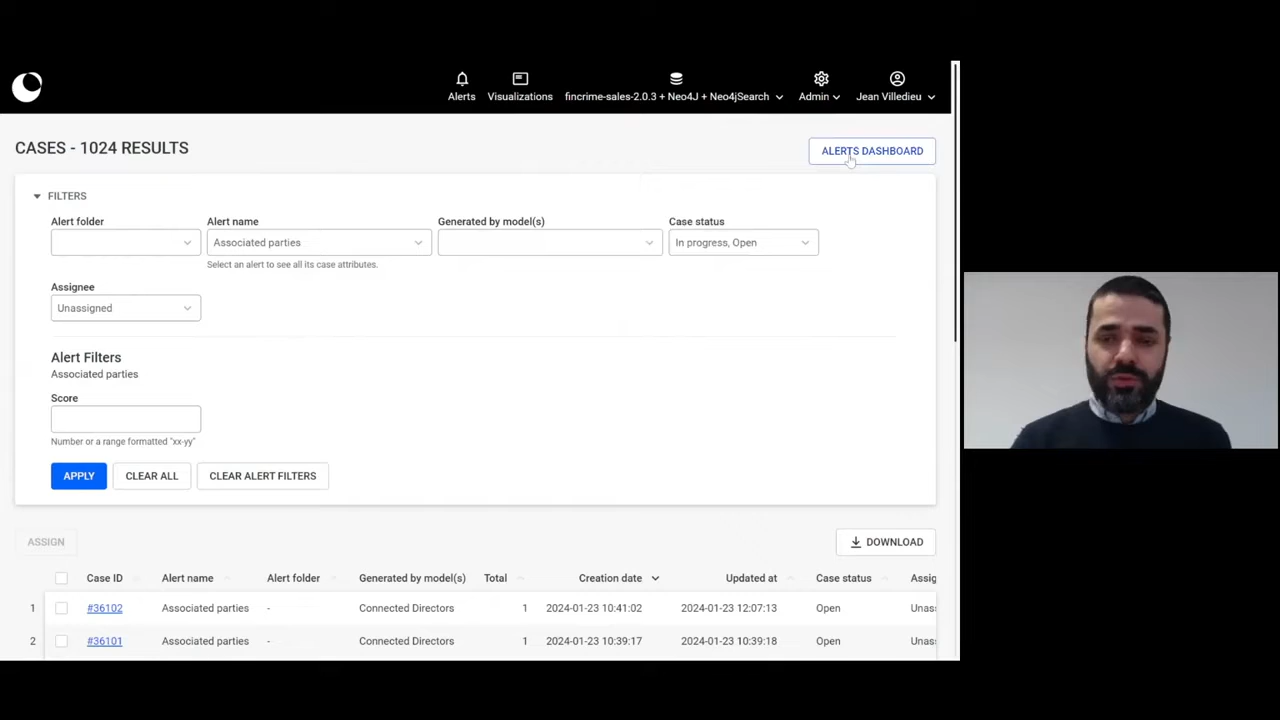 Alerts Visualizations fincrime-sales-2.0.3 + Neo4J + Neo4jSearch Admin Jean Villedieu
CASES - 1024 RESULTS
ALERTS DASHBOARD
FILTERS
Alert folder Alert name Generated by model(s) Case status
Associated parties In progress, Open
Select an alert to see all its case attributes.
Assignee
Unassigned
Alert Filters
Associated parties
Score
Number or a range formatted "xx-yy"
APPLY CLEAR ALL CLEAR ALERT FILTERS
ASSIGN DOWNLOAD
Case ID Alert name Alert folder Generated by model(s) Total Creation date Updated at Case status Assig
1 #36102 Associated parties - Connected Directors 1 2024-01-23 10:41:02 2024-01-23 12:07:13 Open Unas
2 #36101 Associated parties - Connected Directors 1 2024-01-23 10:39:17 2024-01-23 10:39:18 Open Unas